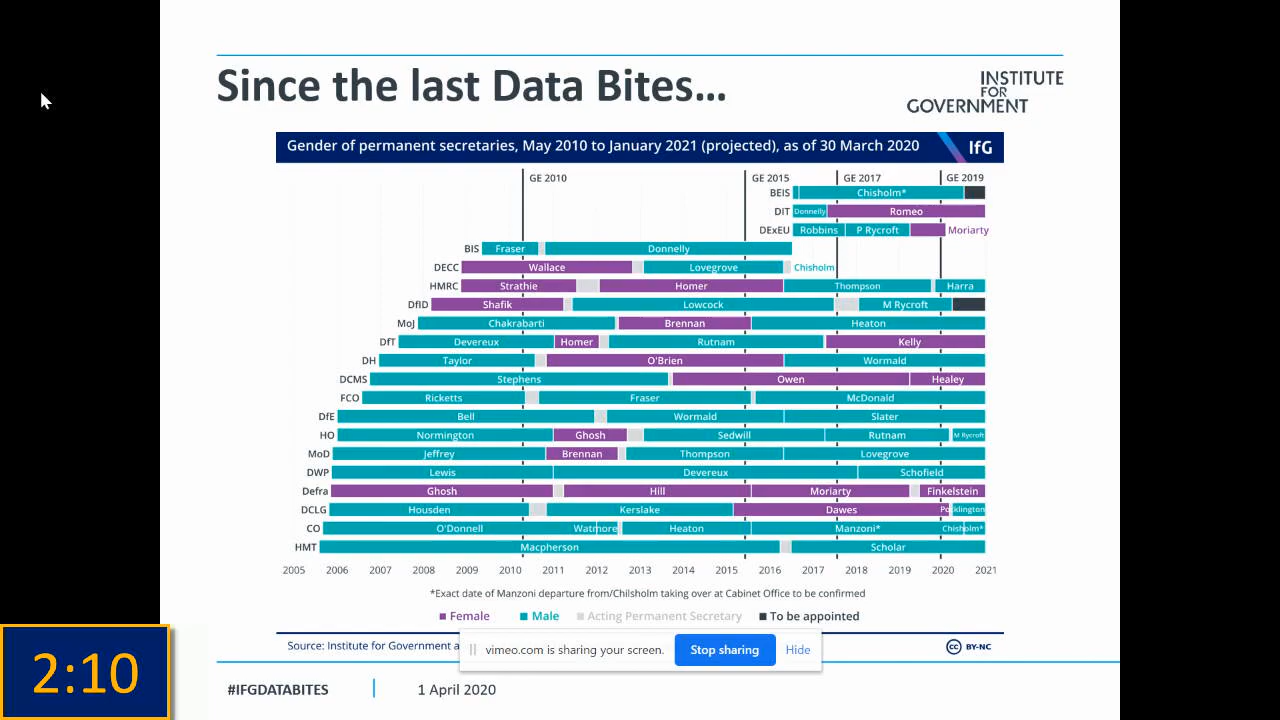 Since the last Data Bites...
INSTITUTE
FOR
GOVERNMENT
Gender of permanent secretaries, May 2010 to January 2021 (projected), as of 30 March 2020
IfG
GE 2010 GE 2015 GE 2017 GE 2019
BEIS Chisholm*
DIT Donnelly Romeo
DExEU Robbins P Rycroft Moriarty
BIS Fraser Donnelly
DECC Wallace Lovegrove Chisholm
HMRC Strathie Homer Thompson Harra
DfID Shafik Lowcock M Rycroft
MoJ Chakrabarti Brennan Heaton
DfT Devereux Homer Rutnam Kelly
DH Taylor O'Brien Wormald
DCMS Stephens Owen Healey
FCO Ricketts Fraser McDonald
DfE Bell Wormald Slater
HO Normington Ghosh Sedwill Rutnam M Rycroft
MoD Jeffrey Brennan Thompson Lovegrove
DWP Lewis Devereux Schofield
Defra Ghosh Hill Moriarty Finkelstein
DCLG Housden Kerslake Dawes Pocklington
CO O'Donnell Watmore Heaton Manzoni* Chisholm*
HMT Macpherson Scholar
2005 2006 2007 2008 2009 2010 2011 2012 2013 2014 2015 2016 2017 2018 2019 2020 2021
*Exact date of Manzoni departure from/Chilsholm taking over at Cabinet Office to be confirmed
Female Male Acting Permanent Secretary To be appointed
Source: Institute for Government a
vimeo.com is sharing your screen. Stop sharing Hide
cc BY-NC
2:10
#IFGDATABITES 1 April 2020